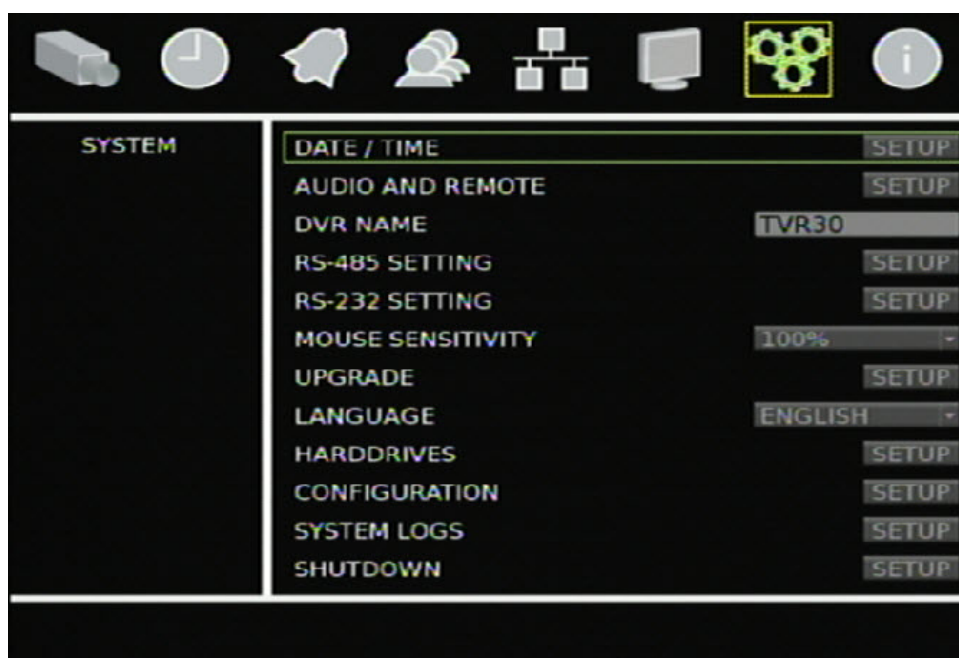 SYSTEM
DATE / TIME SETUP
AUDIO AND REMOTE SETUP
DVR NAME TVR30
RS-485 SETTING SETUP
RS-232 SETTING SETUP
MOUSE SENSITIVITY 100%
UPGRADE SETUP
LANGUAGE ENGLISH
HARDDRIVES SETUP
CONFIGURATION SETUP
SYSTEM LOGS SETUP
SHUTDOWN SETUP